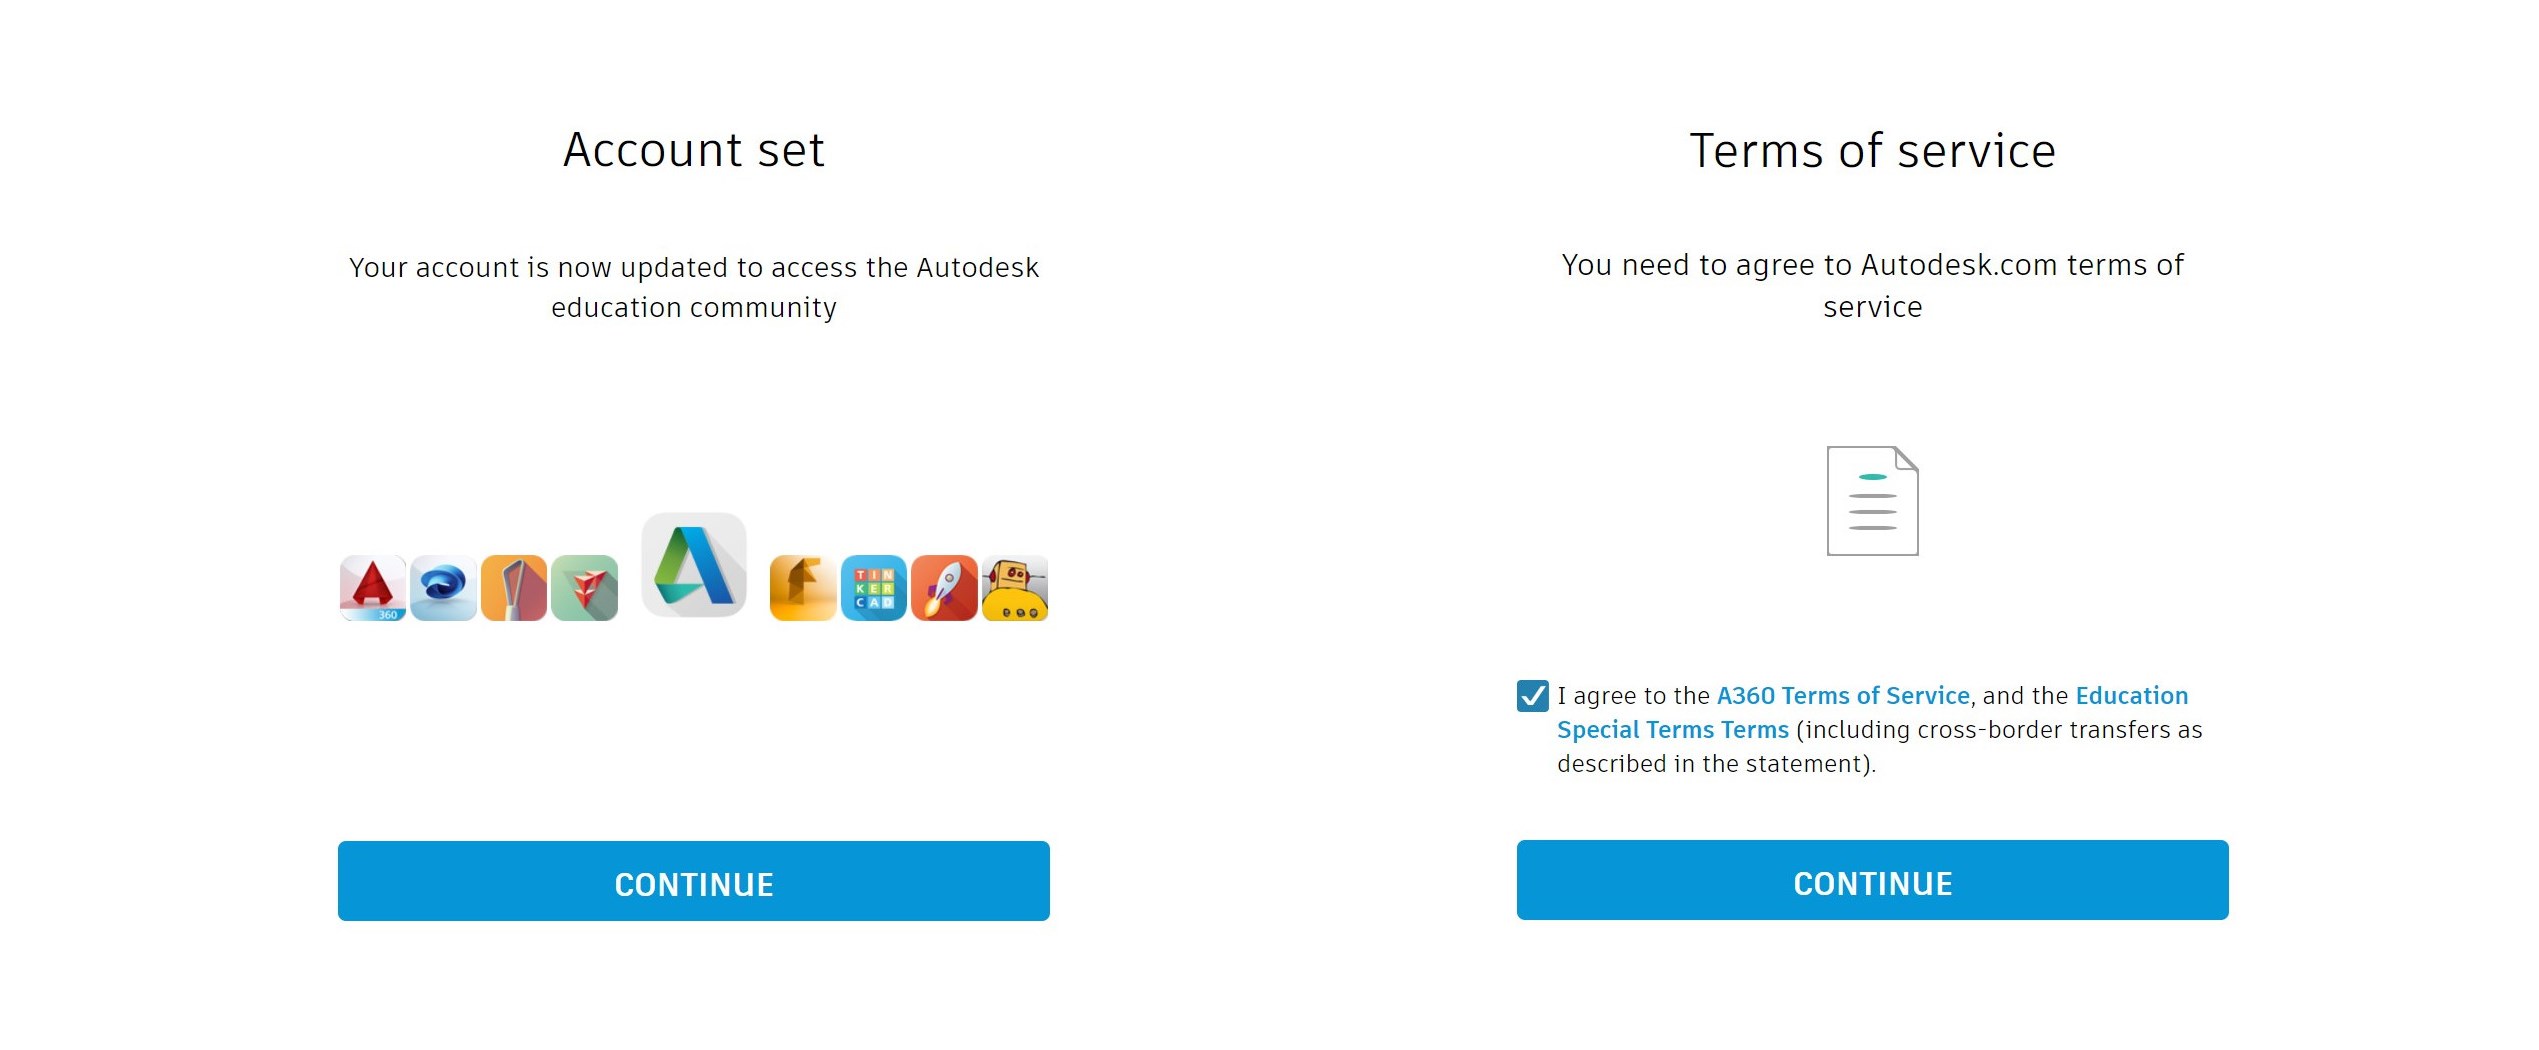 Account set
Your account is now updated to access the Autodesk
education community
360
TIN
KER
CAD
CONTINUE
Terms of service
You need to agree to Autodesk.com terms of
service
I agree to the A360 Terms of Service, and the Education
Special Terms Terms (including cross-border transfers as
described in the statement).
CONTINUE